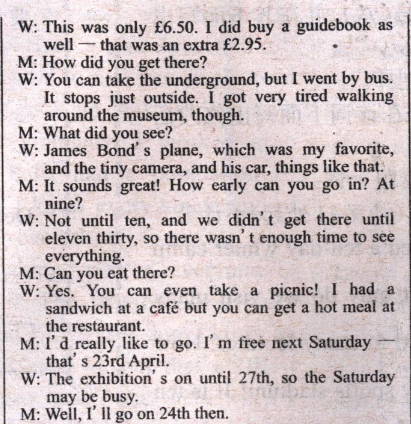 W: This was only £6.50. I did buy a guidebook as
well — that was an extra £2.95.
M: How did you get there?
W: You can take the underground, but I went by bus.
It stops just outside. I got very tired walking
around the museum, though.
M: What did you see?
W: James Bond's plane, which was my favorite,
and the tiny camera, and his car, things like that.
M: It sounds great! How early can you go in? At
nine?
W: Not until ten, and we didn't get there until
eleven thirty, so there wasn't enough time to see
everything.
M: Can you eat there?
W: Yes. You can even take a picnic! I had a
sandwich at a café but you can get a hot meal at
the restaurant.
M: I'd really like to go. I'm free next Saturday —
that's 23rd April.
W: The exhibition's on until 27th, so the Saturday
may be busy.
M: Well, I'll go on 24th then.